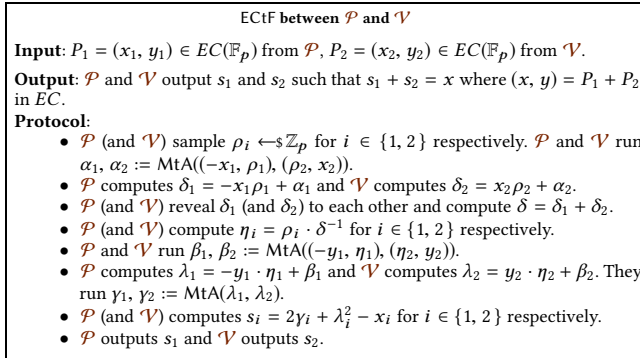 ECtF between 𝒫 and 𝒱
Input: P₁ = (x₁, y₁) ∈ EC(𝔽ₚ) from 𝒫, P₂ = (x₂, y₂) ∈ EC(𝔽ₚ) from 𝒱.
Output: 𝒫 and 𝒱 output s₁ and s₂ such that s₁ + s₂ = x where (x, y) = P₁ + P₂
in EC.
Protocol:
• 𝒫 (and 𝒱) sample ρᵢ ←$ ℤₚ for i ∈ {1, 2} respectively. 𝒫 and 𝒱 run
α₁, α₂ := MtA((−x₁, ρ₁), (ρ₂, x₂)).
• 𝒫 computes δ₁ = −x₁ρ₁ + α₁ and 𝒱 computes δ₂ = x₂ρ₂ + α₂.
• 𝒫 (and 𝒱) reveal δ₁ (and δ₂) to each other and compute δ = δ₁ + δ₂.
• 𝒫 (and 𝒱) compute ηᵢ = ρᵢ · δ⁻¹ for i ∈ {1, 2} respectively.
• 𝒫 and 𝒱 run β₁, β₂ := MtA((−y₁, η₁), (η₂, y₂)).
• 𝒫 computes λ₁ = −y₁ · η₁ + β₁ and 𝒱 computes λ₂ = y₂ · η₂ + β₂. They
run γ₁, γ₂ := MtA(λ₁, λ₂).
• 𝒫 (and 𝒱) computes sᵢ = 2γᵢ + λᵢ² − xᵢ for i ∈ {1, 2} respectively.
• 𝒫 outputs s₁ and 𝒱 outputs s₂.